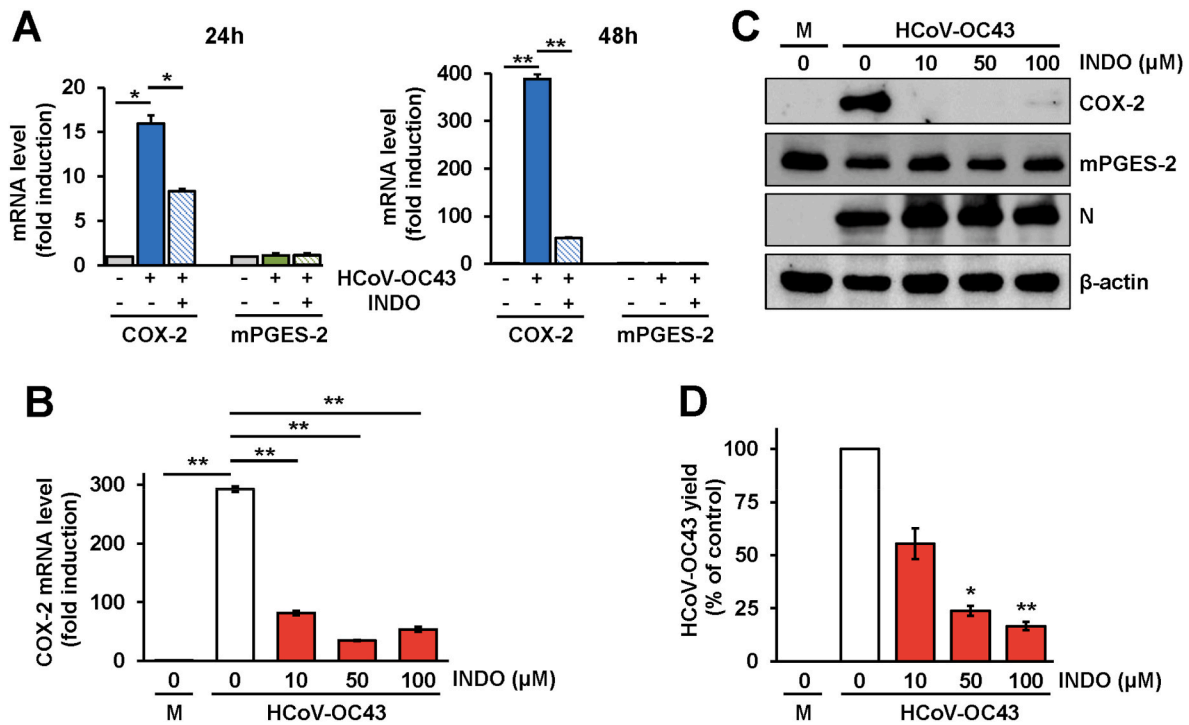 A
24h
48h
mRNA level
(fold induction)
20
15
10
5
0
mRNA level
(fold induction)
400
300
200
100
0
* *
** **
- + + - + + HCoV-OC43 - + + - + +
- - + - - + INDO - - + - - +
COX-2 mPGES-2 COX-2 mPGES-2
B
COX-2 mRNA level
(fold induction)
300
200
100
0
**
**
** **
0 0 10 50 100 INDO (µM)
M HCoV-OC43
C
M HCoV-OC43
0 0 10 50 100 INDO (µM)
COX-2
mPGES-2
N
β-actin
D
HCoV-OC43 yield
(% of control)
100
75
50
25
0
* **
0 0 10 50 100 INDO (µM)
M HCoV-OC43